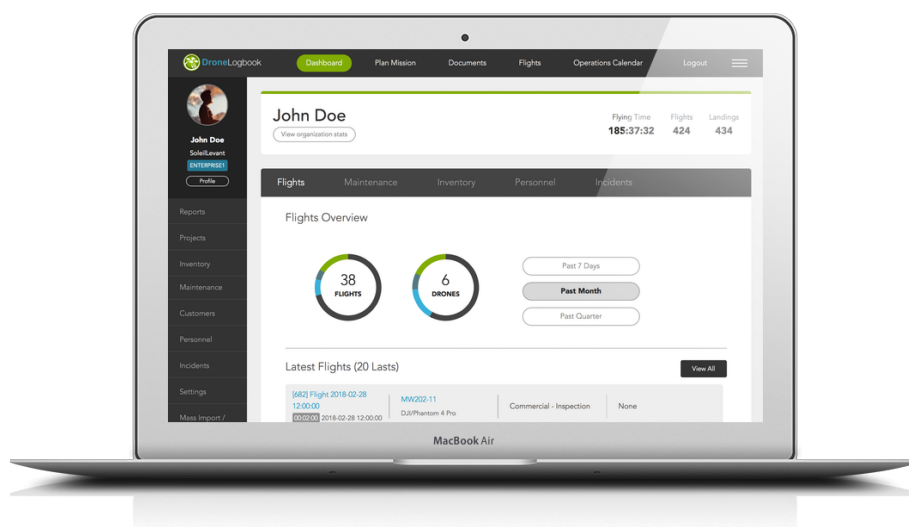 DroneLogbook
Dashboard
Plan Mission
Documents
Flights
Operations Calendar
Logout
John Doe
SoleilLevant
ENTERPRISE1
Profile
Reports
Projects
Inventory
Maintenance
Customers
Personnel
Incidents
Settings
Mass Import /
John Doe
View organization stats
Flying Time
185:37:32
Flights
424
Landings
434
Flights
Maintenance
Inventory
Personnel
Incidents
Flights Overview
38
FLIGHTS
6
DRONES
Past 7 Days
Past Month
Past Quarter
Latest Flights (20 Lasts)
View All
[682] Flight 2018-02-28
12:00:00
00:02:00 2018-02-28 12:00:00
MW202-11
DJI/Phantom 4 Pro
Commercial - Inspection
None
MacBook Air